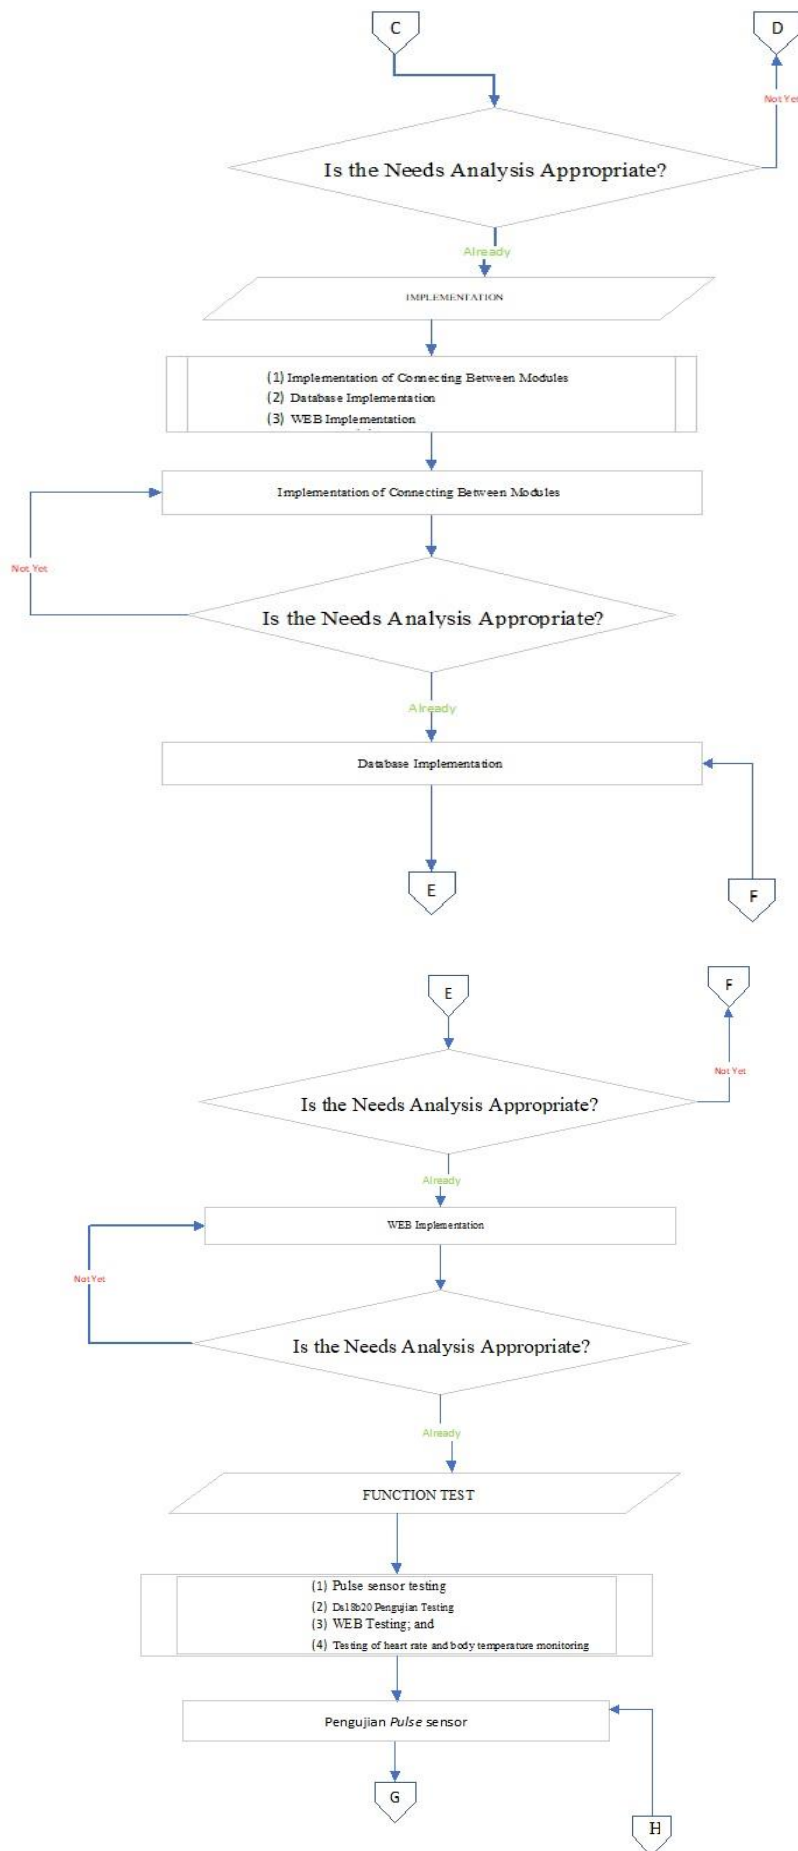 C
D
Not Yet
Is the Needs Analysis Appropriate?
Already
IMPLEMENTATION
(1) Implementation of Connecting Between Modules
(2) Database Implementation
(3) WEB Implementation
Implementation of Connecting Between Modules
Not Yet
Is the Needs Analysis Appropriate?
Already
Database Implementation
E
F
E
F
Not Yet
Is the Needs Analysis Appropriate?
Already
WEB Implementation
Not Yet
Is the Needs Analysis Appropriate?
Already
FUNCTION TEST
(1) Pulse sensor testing
(2) Ds18b20 Pengujian Testing
(3) WEB Testing; and
(4) Testing of heart rate and body temperature monitoring
Pengujian Pulse sensor
G
H